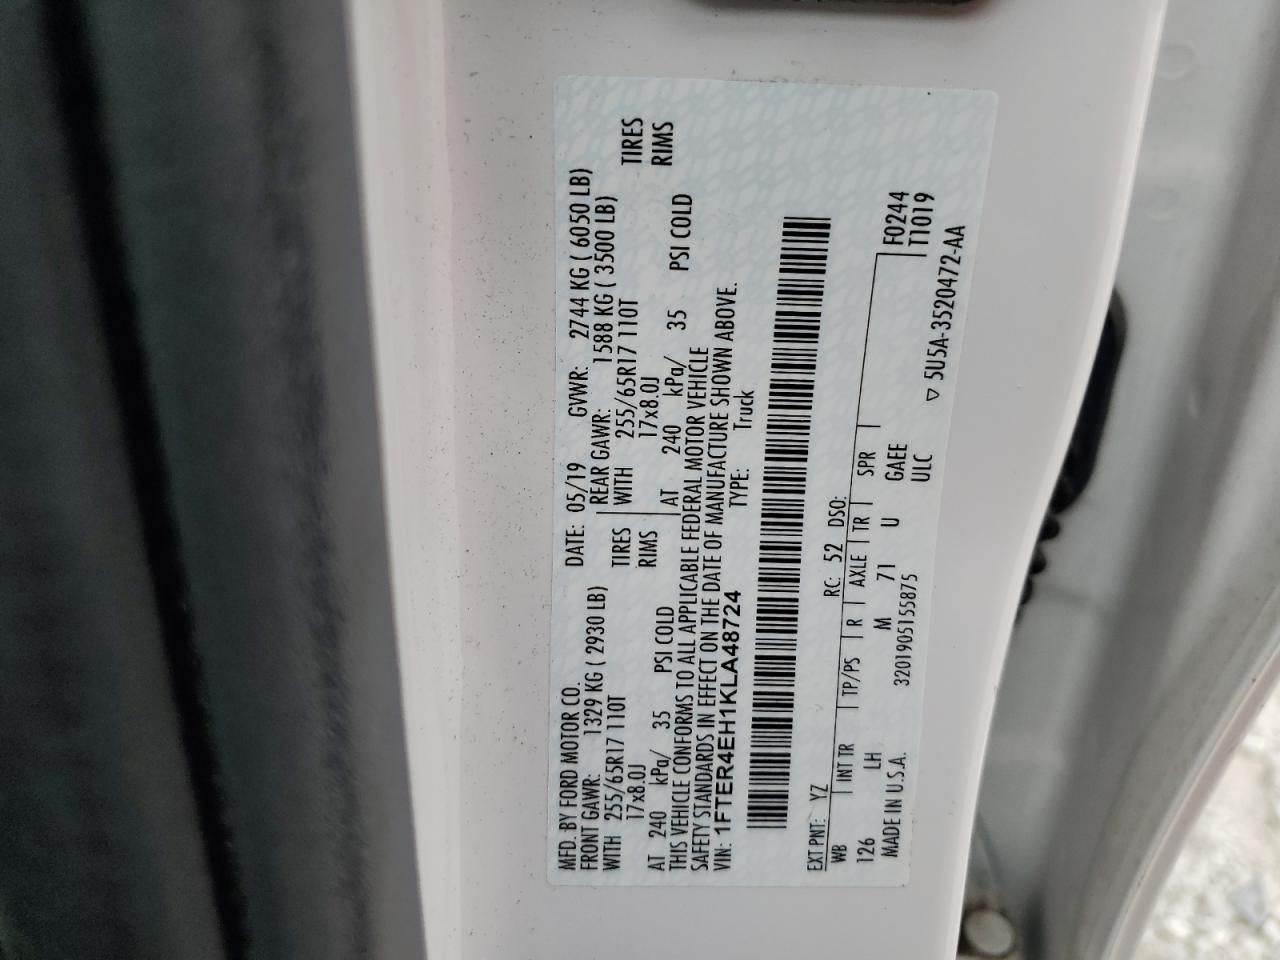 MFD. BY FORD MOTOR CO. DATE: 05/19 GVWR: 2744 KG ( 6050 LB)
FRONT GAWR: 1329 KG ( 2930 LB) REAR GAWR: 1588 KG ( 3500 LB)
WITH 255/65R17 110T TIRES WITH 255/65R17 110T TIRES
17x8.0J RIMS 17x8.0J RIMS
AT 240 kPa/ 35 PSI COLD AT 240 kPa/ 35 PSI COLD
THIS VEHICLE CONFORMS TO ALL APPLICABLE FEDERAL MOTOR VEHICLE
SAFETY STANDARDS IN EFFECT ON THE DATE OF MANUFACTURE SHOWN ABOVE.
VIN: 1FTER4EH1KLA48724 TYPE: Truck
EXT PNT: YZ RC: 52 DSO:
WB INT TR TP/PS R AXLE TR SPR
126 LH M 71 U GAEE F0244
MADE IN U.S.A. 3201905155875 ULC T1019
▽ 5U5A-3520472-AA